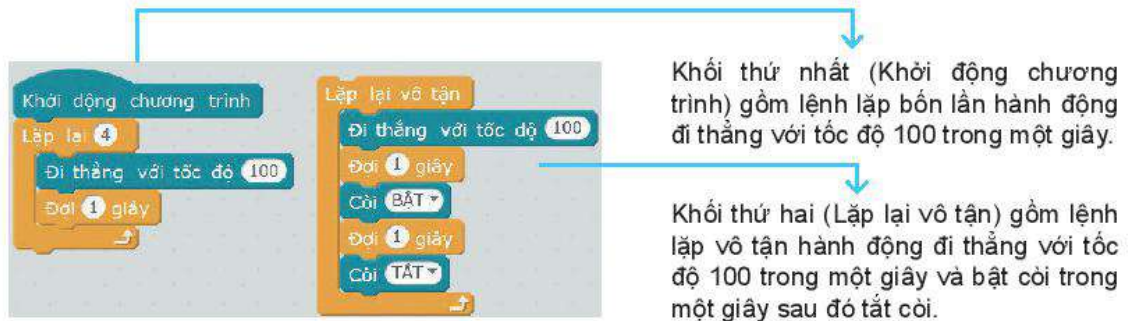 Khởi động chương trình
Lặp lại 4
Đi thẳng với tốc độ 100
Đợi 1 giây
Lặp lại vô tận
Đi thẳng với tốc độ 100
Đợi 1 giây
Còi BẬT
Đợi 1 giây
Còi TẮT
Khối thứ nhất (Khởi động chương
trình) gồm lệnh lặp bốn lần hành động
đi thẳng với tốc độ 100 trong một giây.
Khối thứ hai (Lặp lại vô tận) gồm lệnh
lặp vô tận hành động đi thẳng với tốc
độ 100 trong một giây và bật còi trong
một giây sau đó tắt còi.